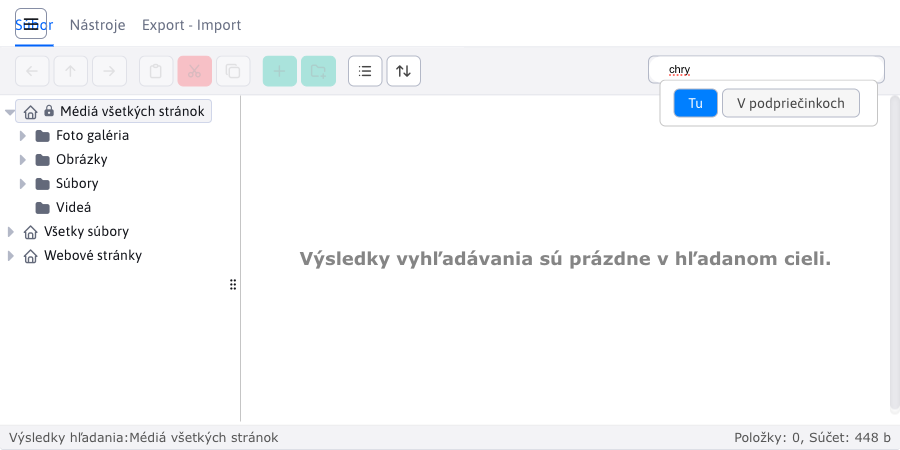 Súbor
Nástroje
Export - Import
chry
Tu
V podpriečinkoch
Médiá všetkých stránok
Foto galéria
Obrázky
Súbory
Videá
Všetky súbory
Webové stránky
Výsledky vyhľadávania sú prázdne v hľadanom cieli.
Výsledky hľadania:Médiá všetkých stránok
Položky: 0, Súčet: 448 b